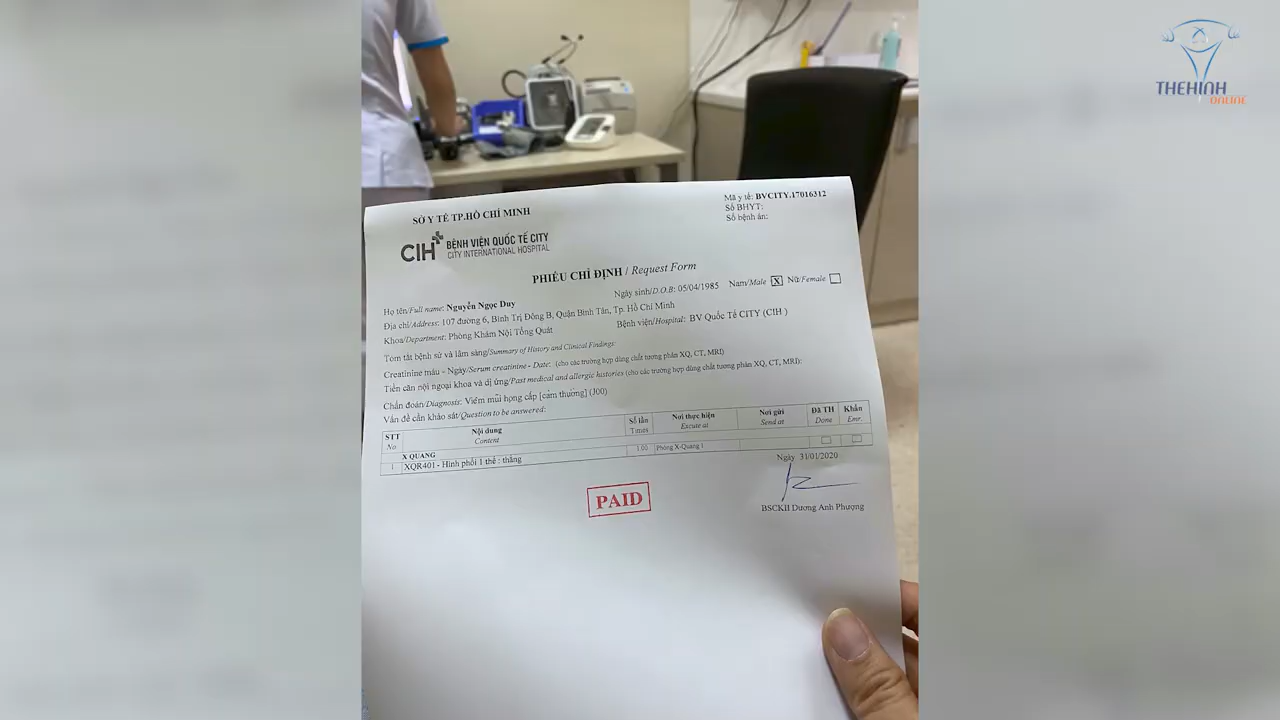 THEHINH
ONLINE
SỞ Y TẾ TP.HỒ CHÍ MINH
Mã y tế: BVCITY.17016312
Số BHYT:
Số bệnh án:
CIH BỆNH VIỆN QUỐC TẾ CITY
CITY INTERNATIONAL HOSPITAL
PHIẾU CHỈ ĐỊNH / Request Form
Họ tên/Full name: Nguyễn Ngọc Duy Ngày sinh/D.O.B: 05/04/1985 Nam/Male X Nữ/Female
Địa chỉ/Address: 107 đường 6, Bình Trị Đông B, Quận Bình Tân, Tp. Hồ Chí Minh
Khoa/Department: Phòng Khám Nội Tổng Quát Bệnh viện/Hospital: BV Quốc Tế CITY (CIH )
Tóm tắt bệnh sử và lâm sàng/Summary of History and Clinical Findings:
Creatinine máu - Ngày/Serum creatinine - Date: (cho các trường hợp dùng chất tương phản XQ, CT, MRI)
Tiền căn nội ngoại khoa và dị ứng/Past medical and allergic histories (cho các trường hợp dùng chất tương phản XQ, CT, MRI):
Chẩn đoán/Diagnosis: Viêm mũi họng cấp [cảm thường] (J00)
Vấn đề cần khảo sát/Question to be answered:
STT Nội dung Số lần Nơi thực hiện Nơi gửi Đã TH Khẩn
No Content Times Excute at Send at Done Emr.
X QUANG
1 XQR401 - Hình phổi 1 thế : thẳng 1.00 Phòng X-Quang 1
Ngày 31/01/2020
PAID
BSCKII Dương Anh Phượng